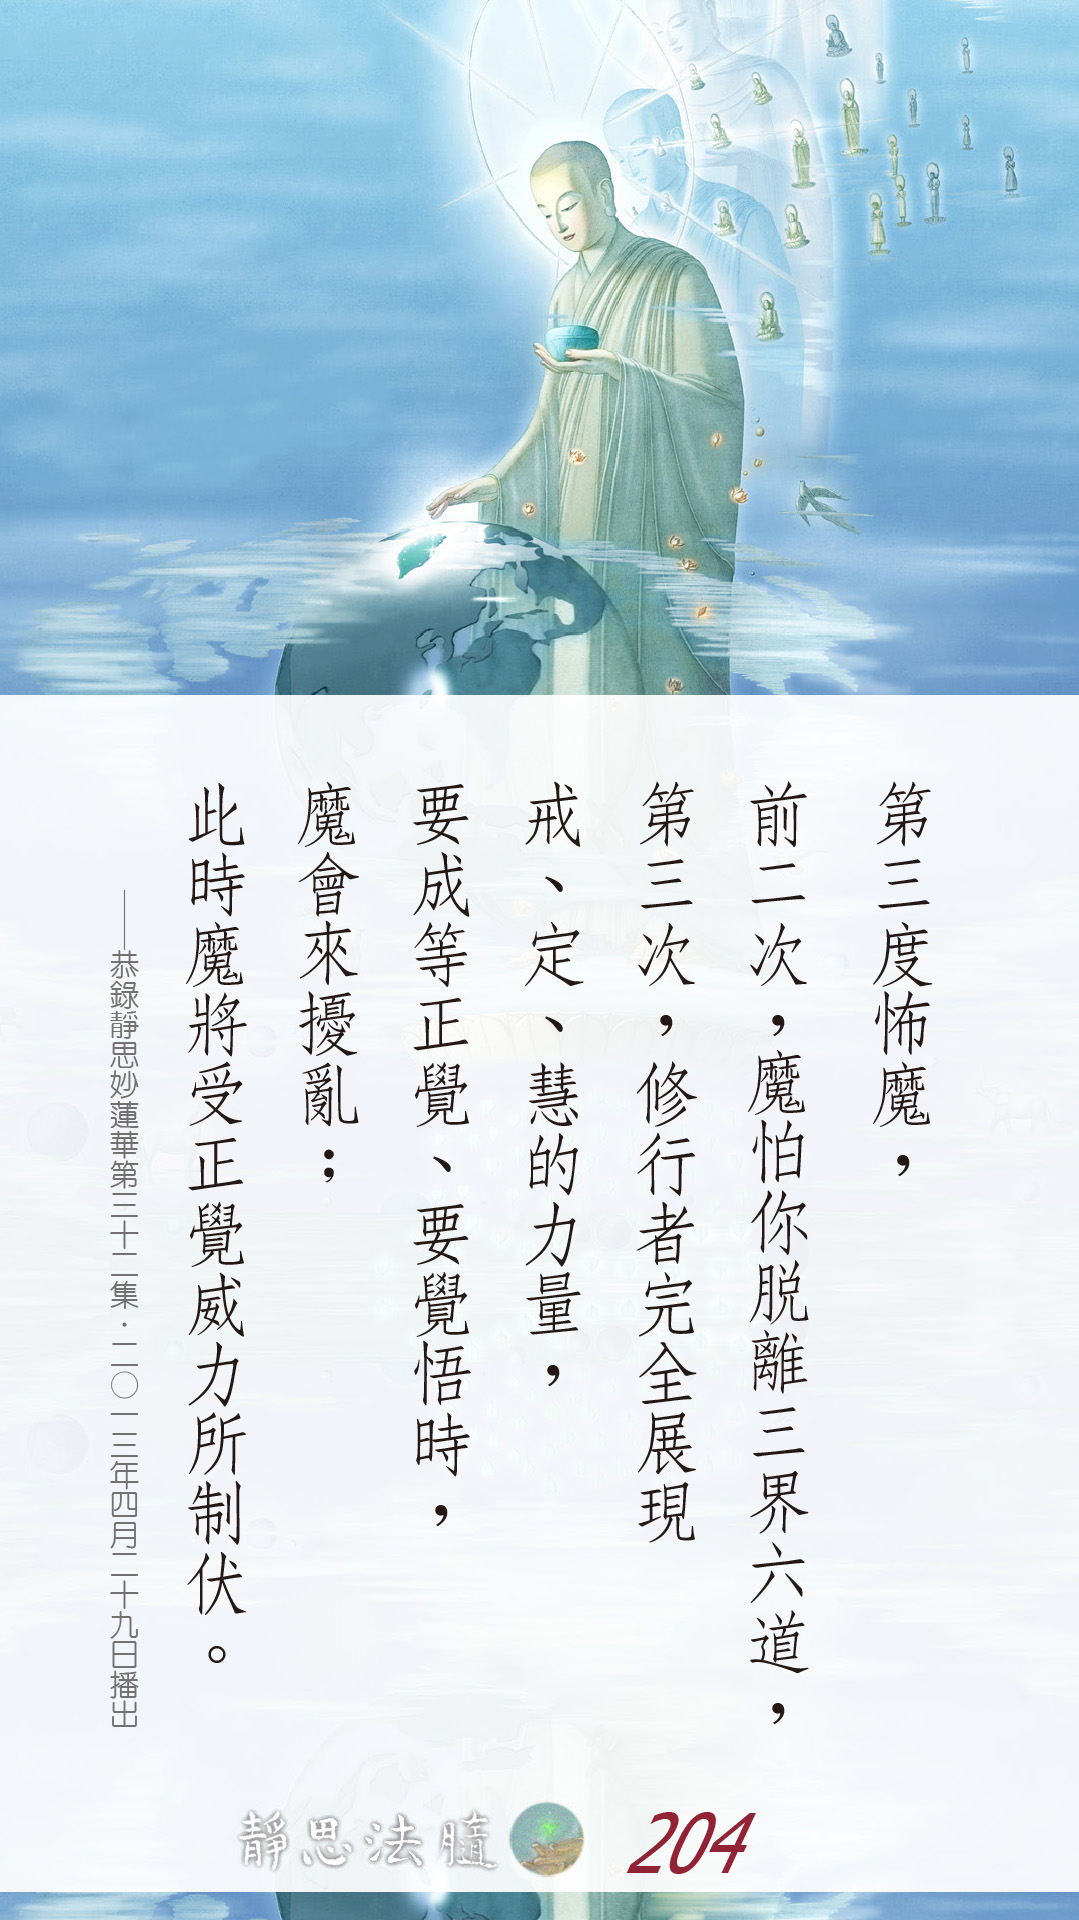 第三度怖魔，
前二次，魔怕你脱離三界六道，
第三次，修行者完全展現
戒、定、慧的力量，
要成等正覺、要覺悟時，
魔會來擾亂；
此時魔將受正覺威力所制伏。
——恭錄靜思妙蓮華第三十二集．二〇一三年四月二十九日播出
靜思法髓
204